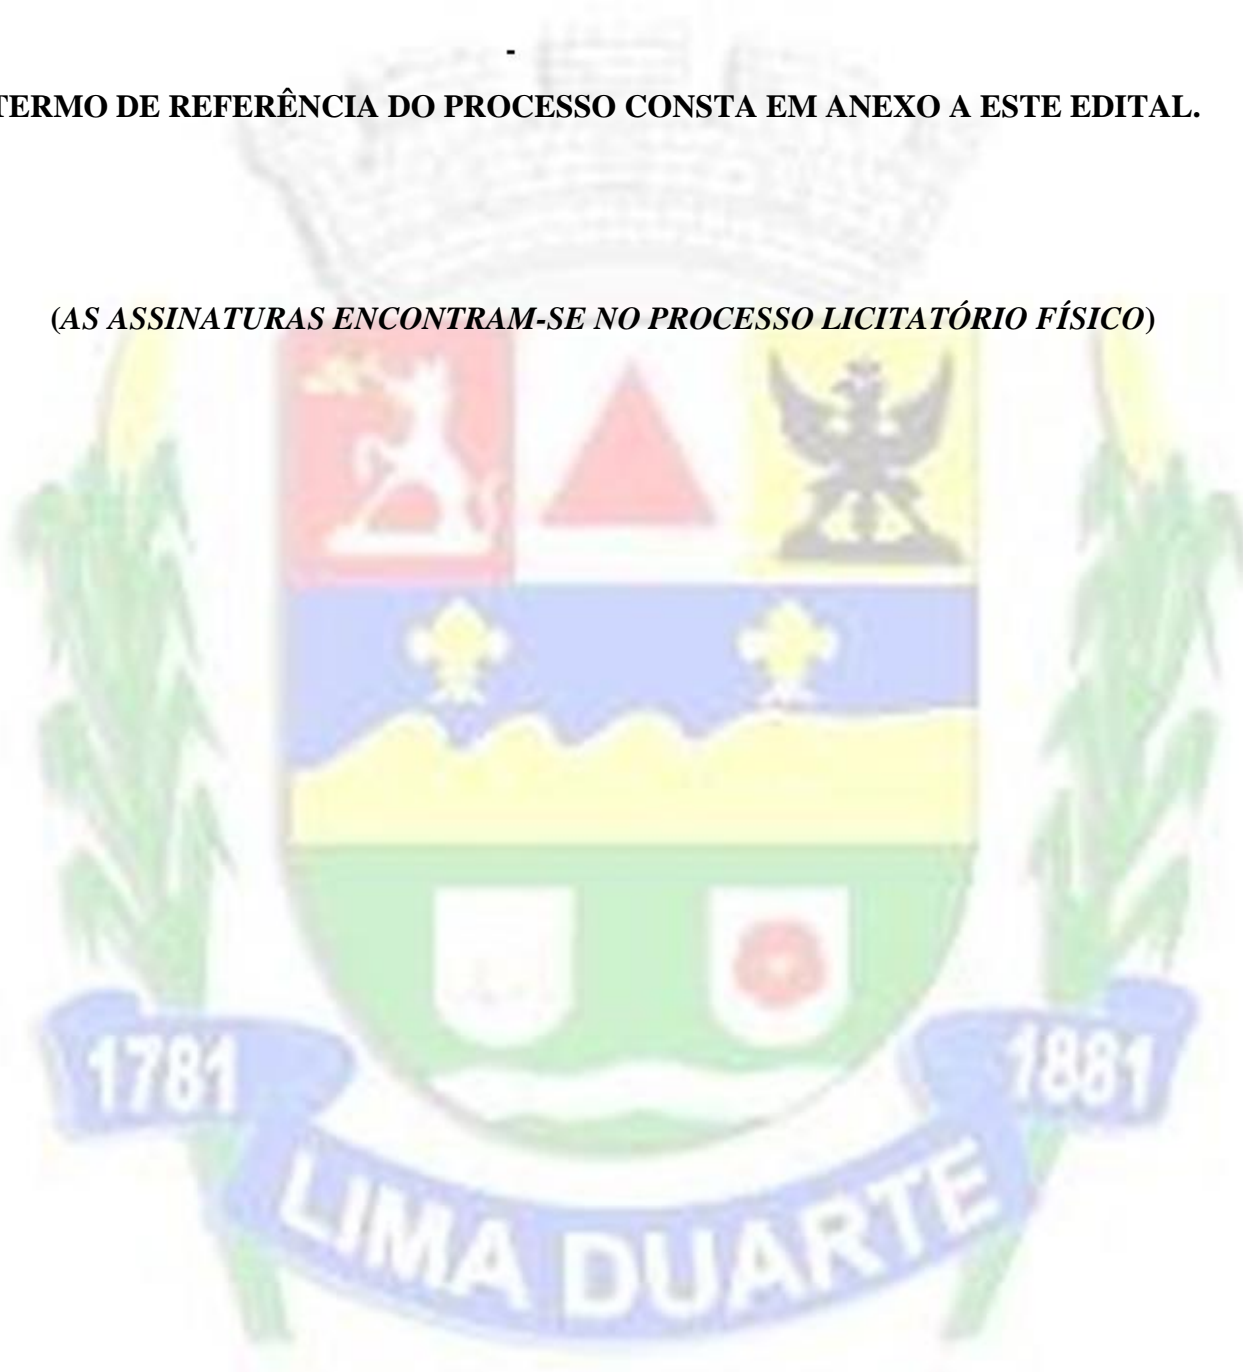 -
TERMO DE REFERÊNCIA DO PROCESSO CONSTA EM ANEXO A ESTE EDITAL.
(AS ASSINATURAS ENCONTRAM-SE NO PROCESSO LICITATÓRIO FÍSICO)
1781
1881
LIMA DUARTE